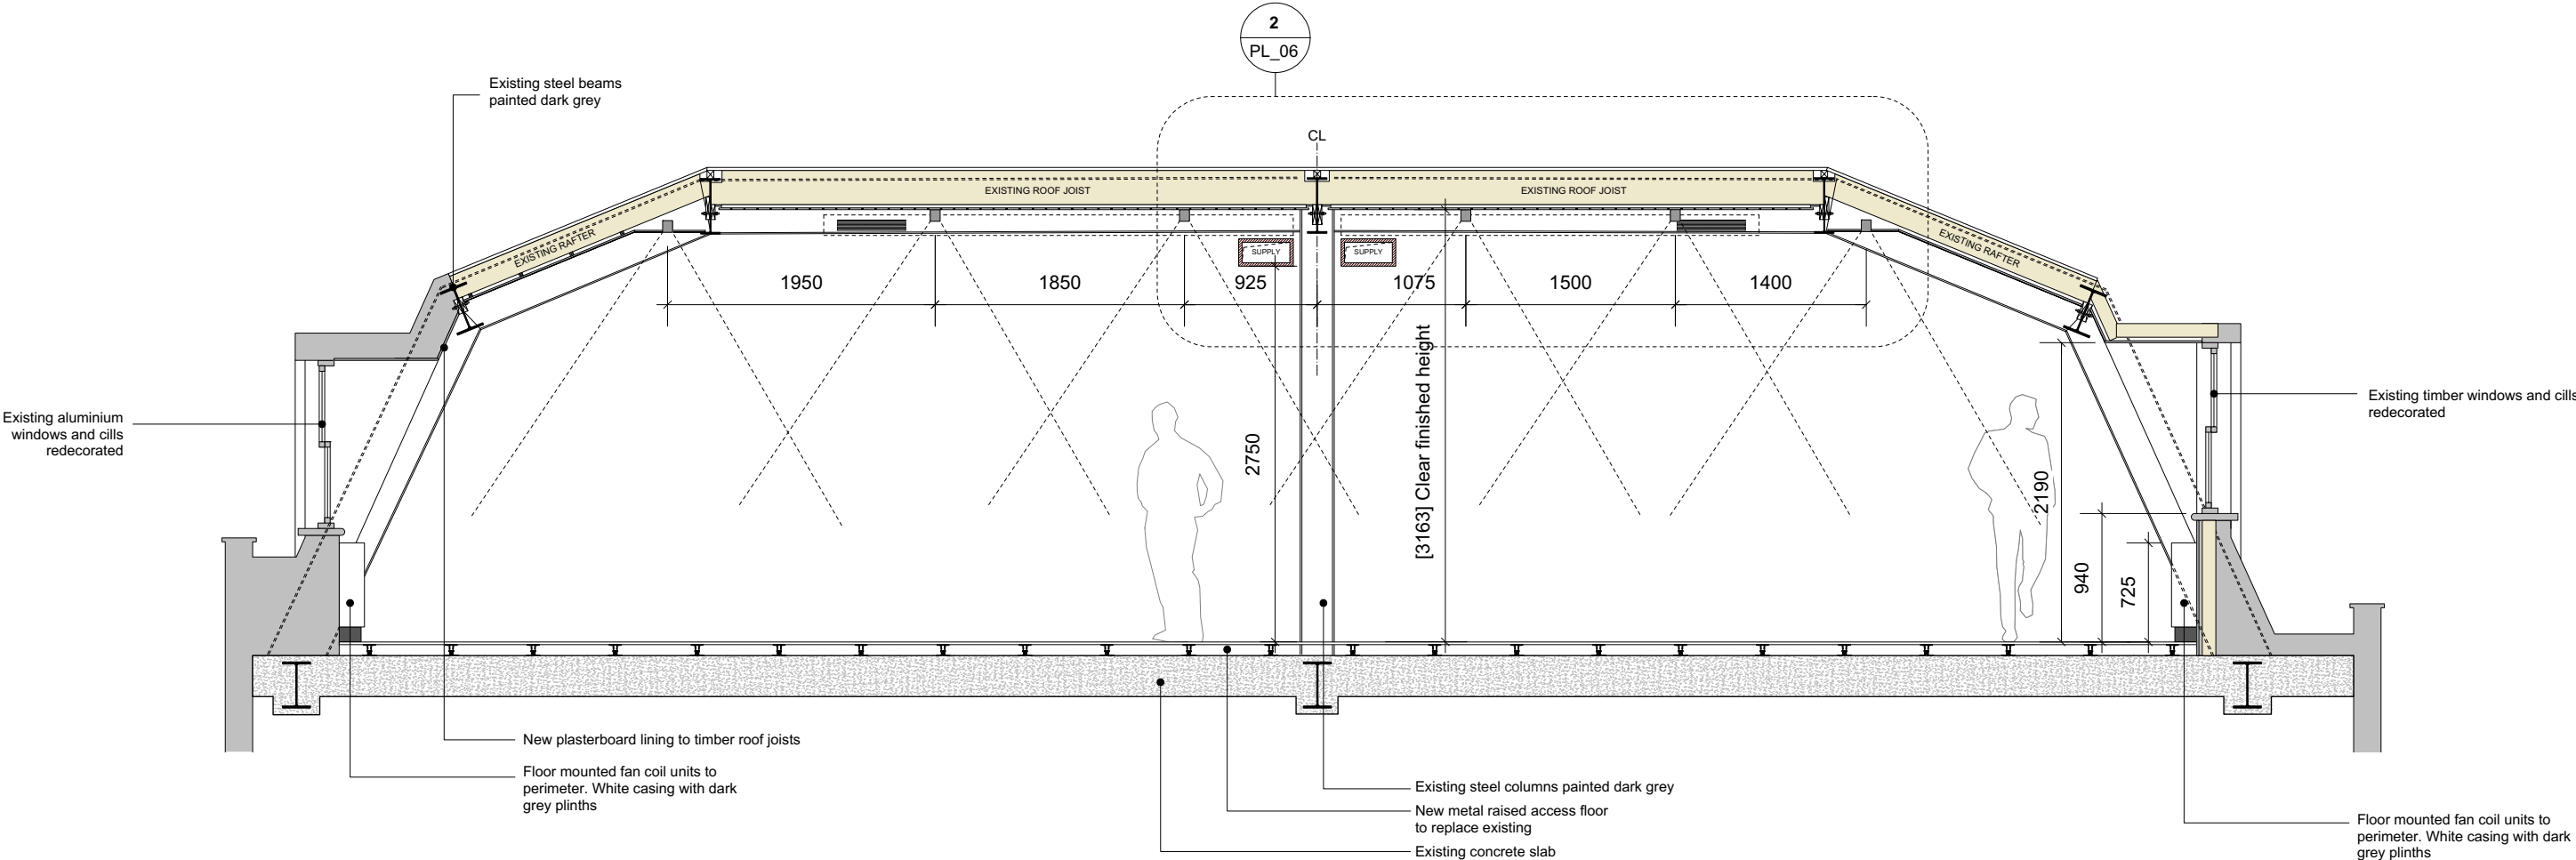 2
PL_06
Existing steel beams
painted dark grey
CL
EXISTING ROOF JOIST
EXISTING ROOF JOIST
EXISTING RAFTER
EXISTING RAFTER
SUPPLY
SUPPLY
1950
1850
925
1075
1500
1400
[3163] Clear finished height
2750
2190
940
725
Existing aluminium
windows and cills
redecorated
Existing timber windows and cills
redecorated
New plasterboard lining to timber roof joists
Floor mounted fan coil units to
perimeter. White casing with dark
grey plinths
Existing steel columns painted dark grey
New metal raised access floor
to replace existing
Existing concrete slab
Floor mounted fan coil units to
perimeter. White casing with dark
grey plinths